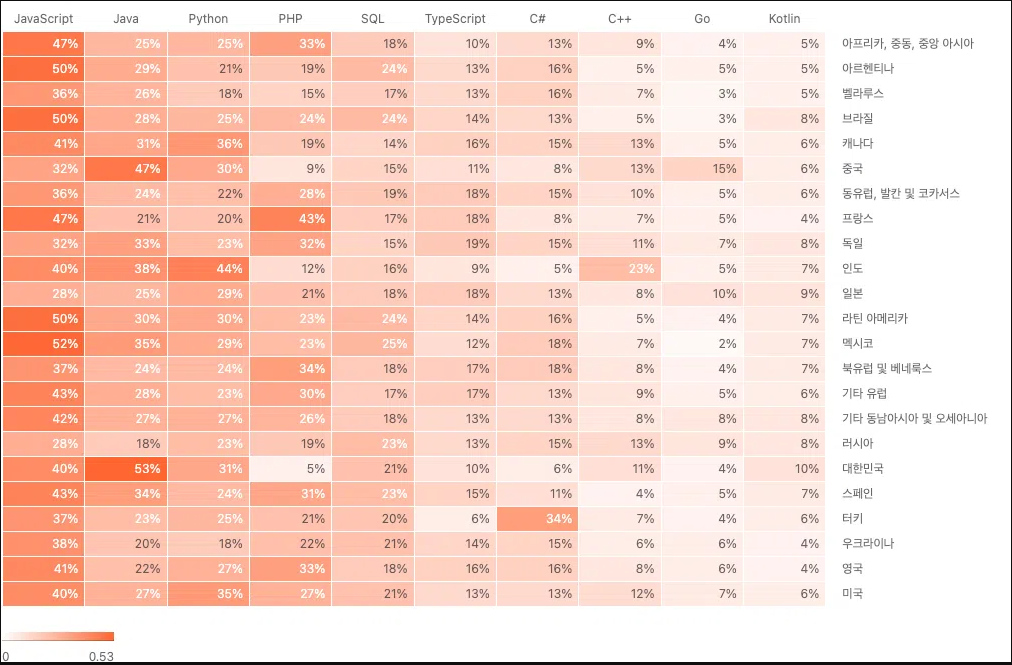 JavaScript Java Python PHP SQL TypeScript C# C++ Go Kotlin
47% 25% 25% 33% 18% 10% 13% 9% 4% 5% 아프리카, 중동, 중앙 아시아
50% 29% 21% 19% 24% 13% 16% 5% 5% 5% 아르헨티나
36% 26% 18% 15% 17% 13% 16% 7% 3% 5% 벨라루스
50% 28% 25% 24% 24% 14% 13% 5% 3% 8% 브라질
41% 31% 36% 19% 14% 16% 15% 13% 5% 6% 캐나다
32% 47% 30% 9% 15% 11% 8% 13% 15% 6% 중국
36% 24% 22% 28% 19% 18% 15% 10% 5% 6% 동유럽, 발칸 및 코카서스
47% 21% 20% 43% 17% 18% 8% 7% 5% 4% 프랑스
32% 33% 23% 32% 15% 19% 15% 11% 7% 8% 독일
40% 38% 44% 12% 16% 9% 5% 23% 5% 7% 인도
28% 25% 29% 21% 18% 18% 13% 8% 10% 9% 일본
50% 30% 30% 23% 24% 14% 16% 5% 4% 7% 라틴 아메리카
52% 35% 29% 23% 25% 12% 18% 7% 2% 7% 멕시코
37% 24% 24% 34% 18% 17% 18% 8% 4% 7% 북유럽 및 베네룩스
43% 28% 23% 30% 17% 17% 13% 9% 5% 6% 기타 유럽
42% 27% 27% 26% 18% 13% 13% 8% 8% 8% 기타 동남아시아 및 오세아니아
28% 18% 23% 19% 23% 13% 15% 13% 9% 8% 러시아
40% 53% 31% 5% 21% 10% 6% 11% 4% 10% 대한민국
43% 34% 24% 31% 23% 15% 11% 4% 5% 7% 스페인
37% 23% 25% 21% 20% 6% 34% 7% 4% 6% 터키
38% 20% 18% 22% 21% 14% 15% 6% 6% 4% 우크라이나
41% 22% 27% 33% 18% 16% 16% 8% 6% 4% 영국
40% 27% 35% 27% 21% 13% 13% 12% 7% 6% 미국
0 0.53